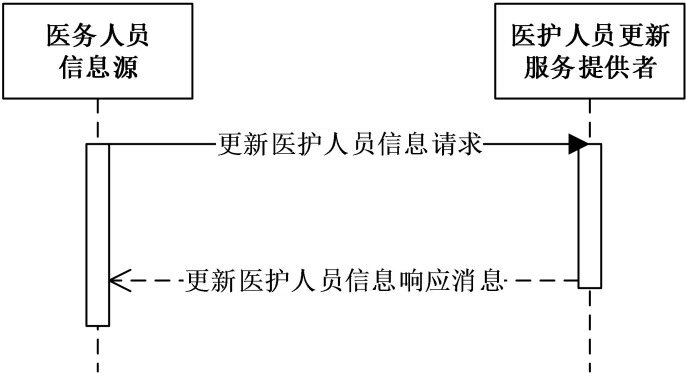 医务人员
信息源
医护人员更新
服务提供者
更新医护人员信息请求
更新医护人员信息响应消息